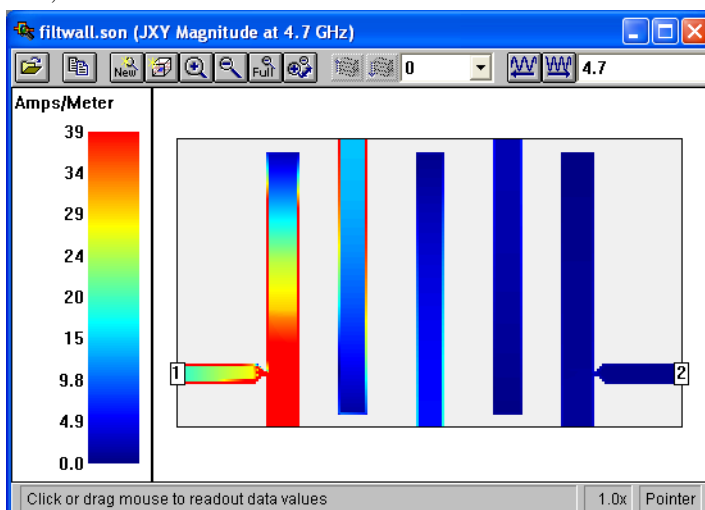 filtwall.son (JXY Magnitude at 4.7 GHz)
New Full 0 4.7
Amps/Meter
39
34
29
24
20
15
9.8
4.9
0.0
1
2
Click or drag mouse to readout data values 1.0x Pointer